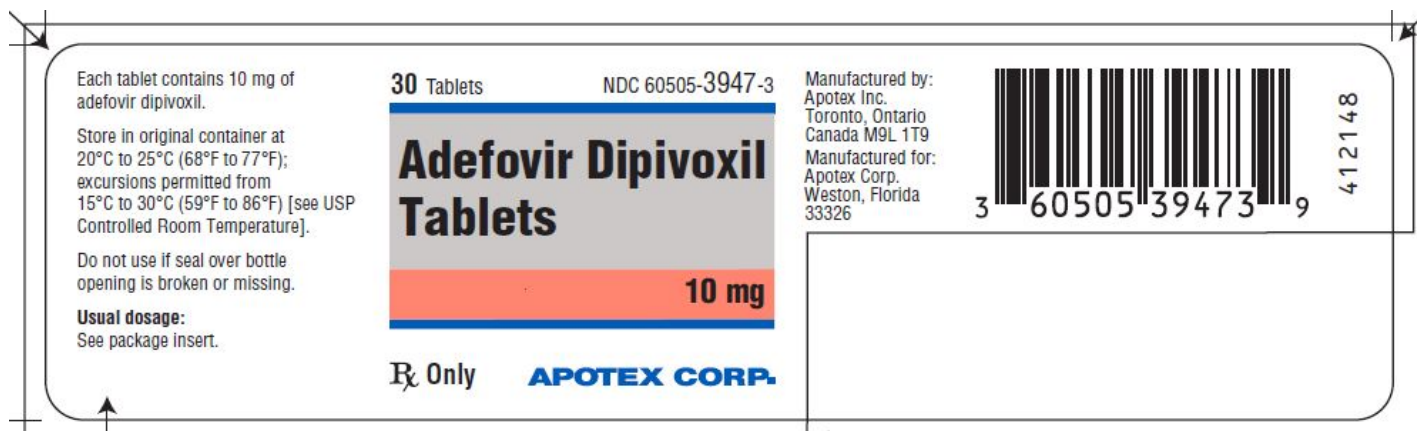 Each tablet contains 10 mg of
adefovir dipivoxil.
Store in original container at
20°C to 25°C (68°F to 77°F);
excursions permitted from
15°C to 30°C (59°F to 86°F) [see USP
Controlled Room Temperature].
Do not use if seal over bottle
opening is broken or missing.
Usual dosage:
See package insert.
30 Tablets NDC 60505-3947-3
Adefovir Dipivoxil
Tablets
10 mg
Rx Only APOTEX CORP.
Manufactured by:
Apotex Inc.
Toronto, Ontario
Canada M9L 1T9
Manufactured for:
Apotex Corp.
Weston, Florida
33326
3 60505 39473 9
412148